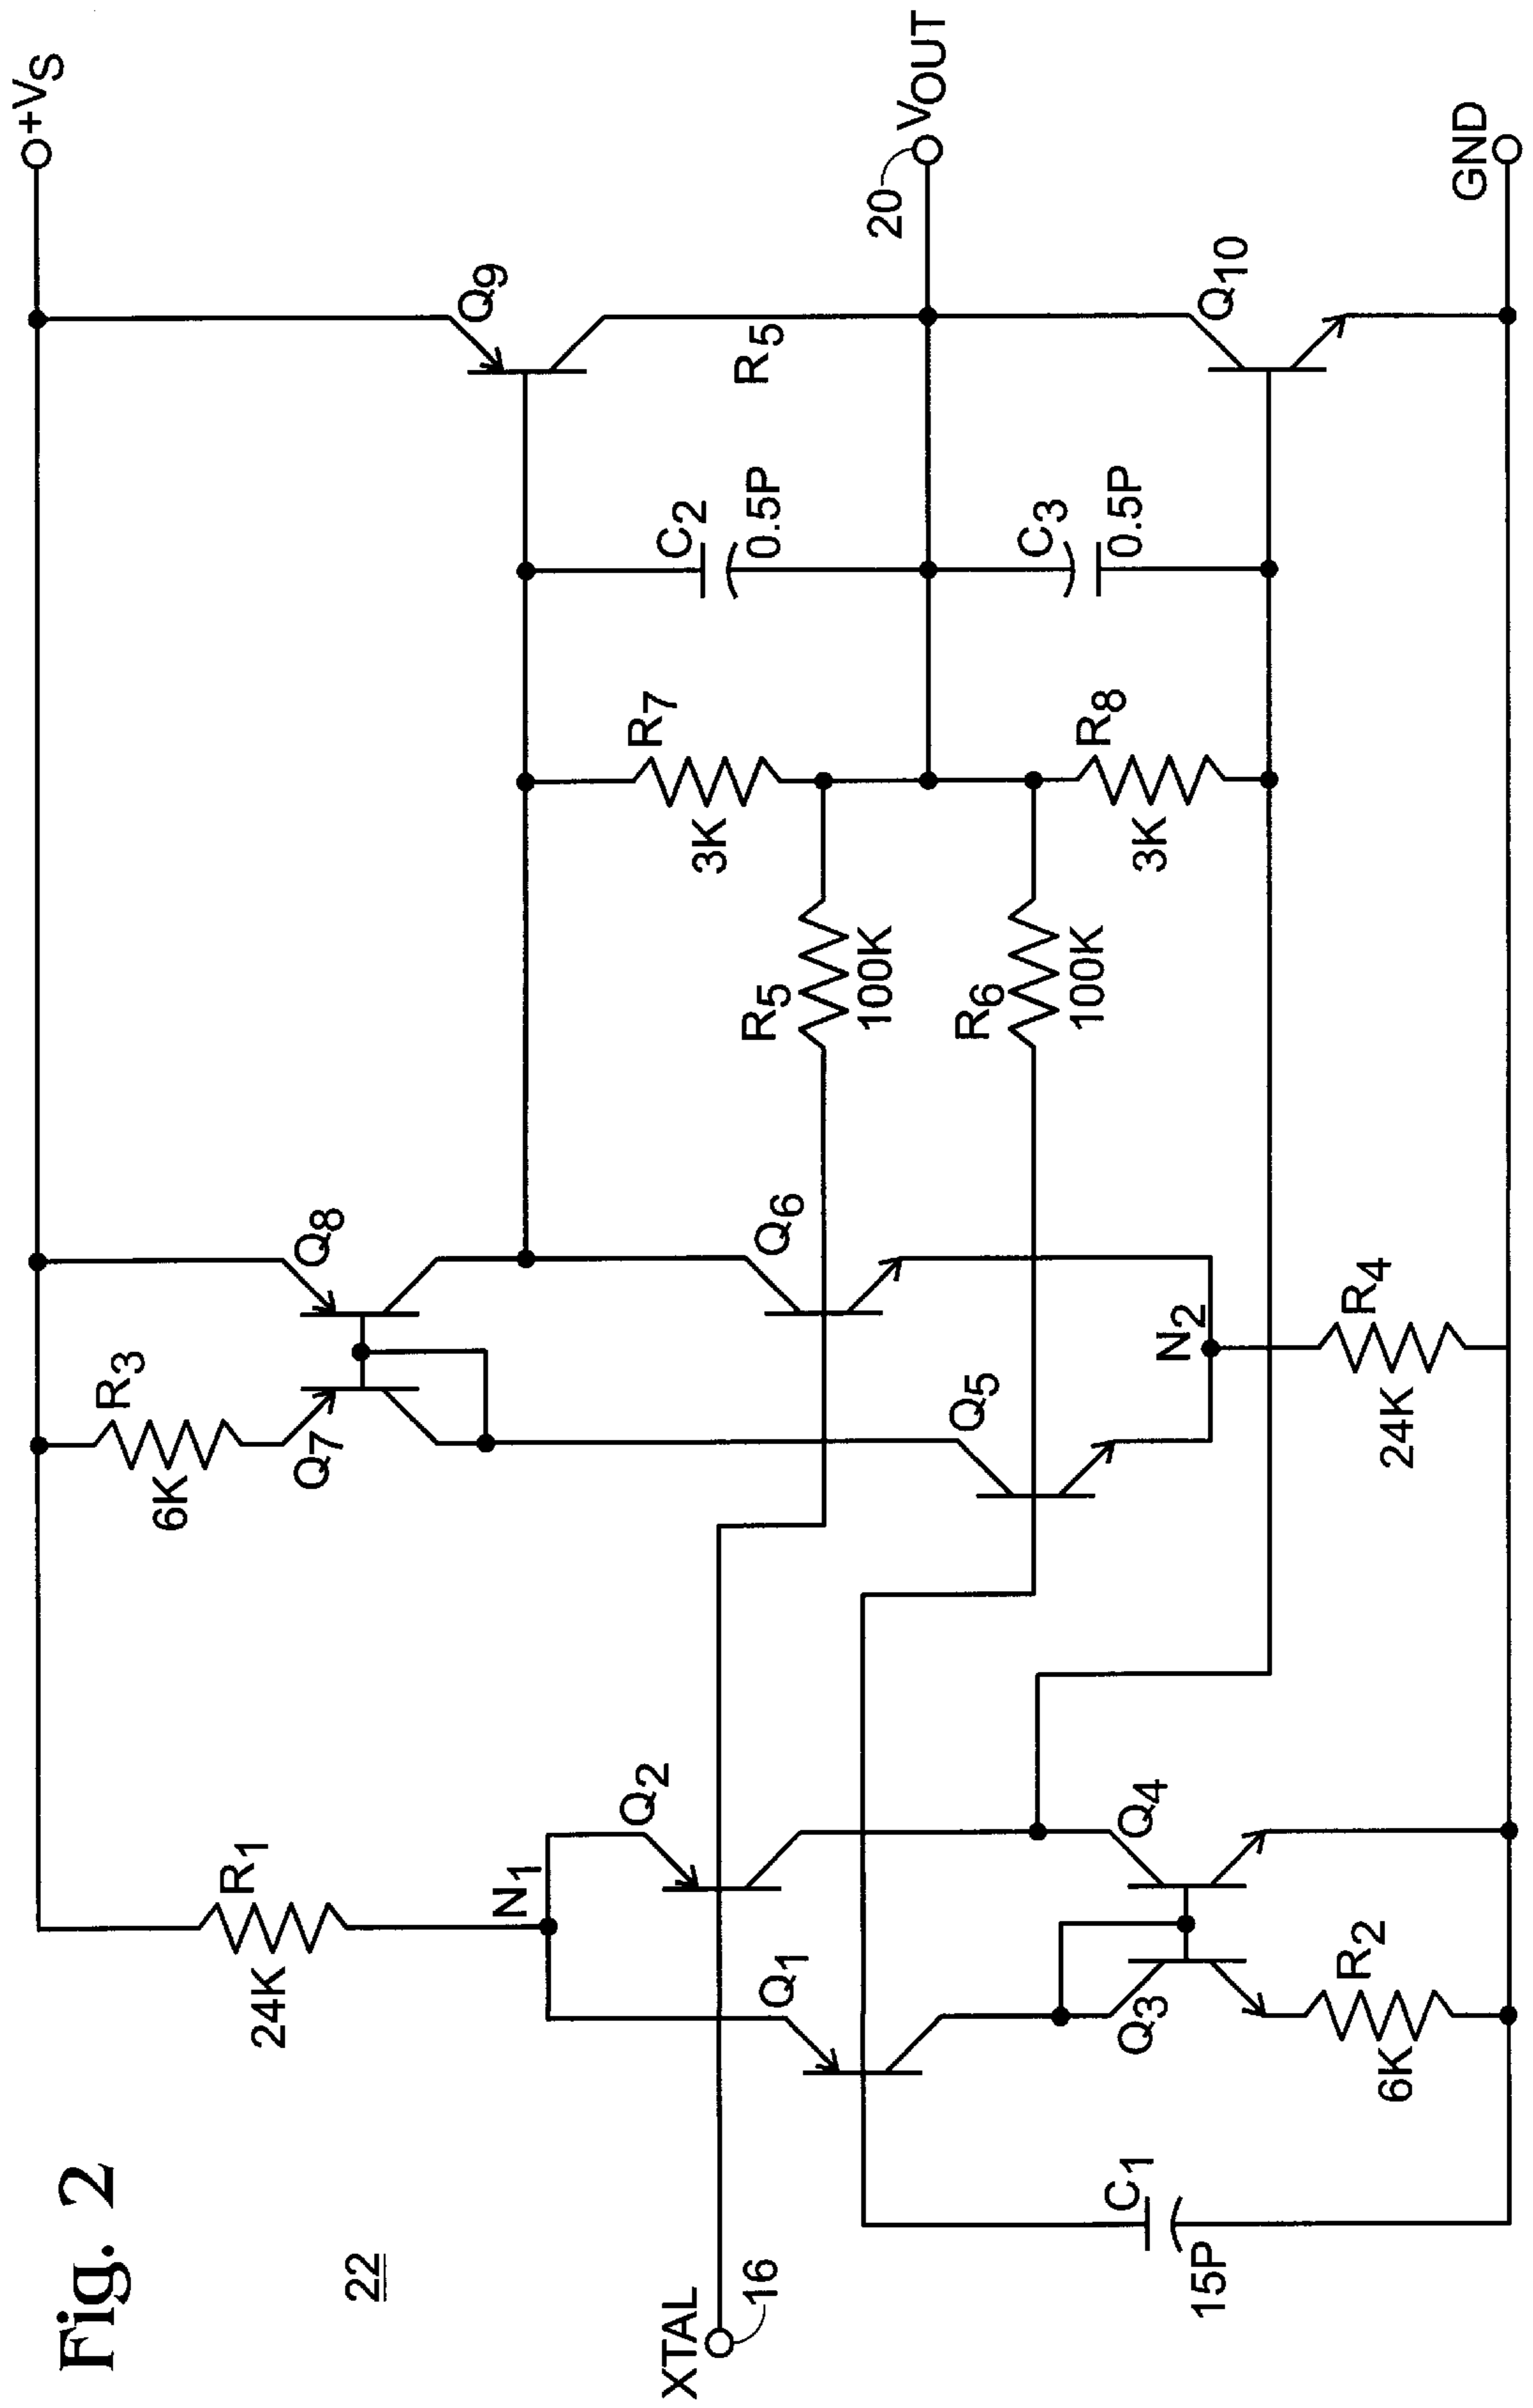 Fig. 2
22
+VS
R1
24K
N1
Q2
Q1
XTAL
16
C1
15P
Q3
Q4
R2
6K
R3
6K
Q7
Q8
Q6
Q5
N2
R4
24K
R5
100K
R6
100K
R7
3K
R8
3K
C2
0.5P
C3
0.5P
Q9
R5
Q10
20
VOUT
GND